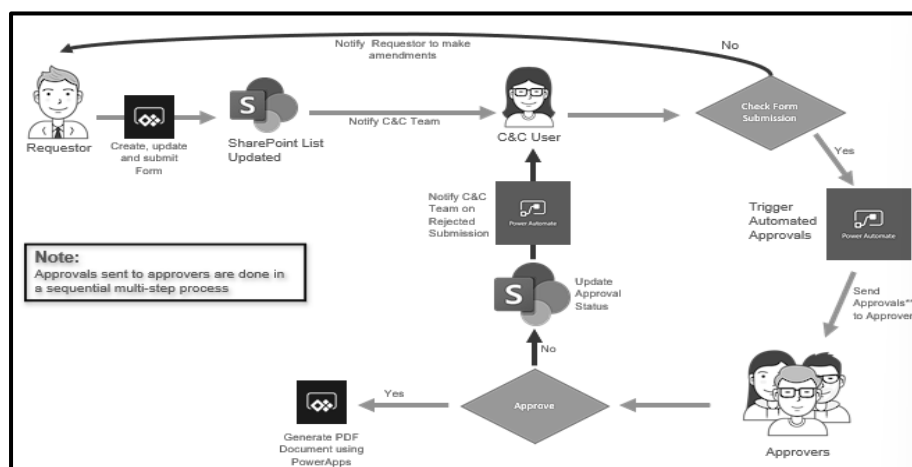 Notify Requestor to make
amendments
No
Requestor
Create, update
and submit
Form
S
SharePoint List
Updated
Notify C&C Team
C&C User
Check Form
Submission
Yes
Notify C&C
Team on
Rejected
Submission
Power Automate
Trigger
Automated
Approvals
Power Automate
Note:
Approvals sent to approvers are done in
a sequential multi-step process
S
Update
Approval
Status
Send
Approvals**
to Approver
No
Yes
Approve
Generate PDF
Document using
PowerApps
Approvers